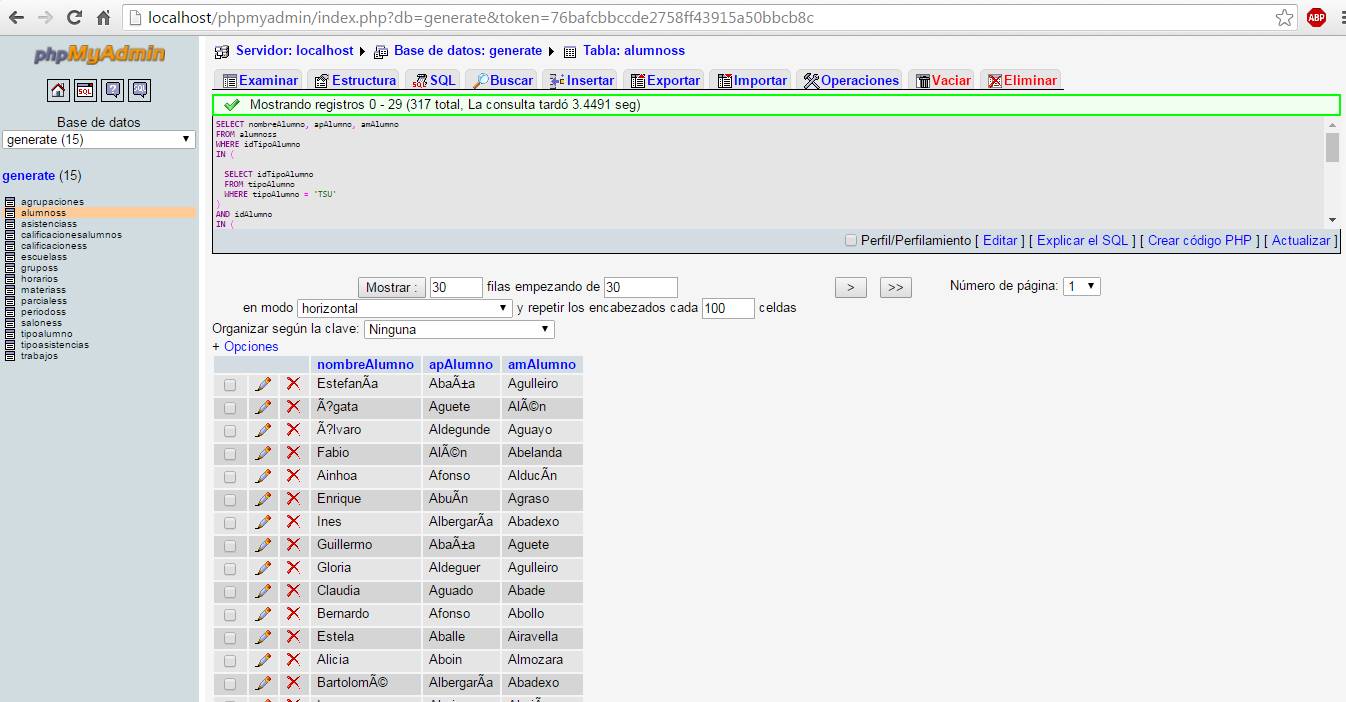 localhost/phpmyadmin/index.php?db=generate&token=76bafcbbccde2758ff43915a50bbcb8c
ABP
phpMyAdmin
SQL
SQL
Base de datos
generate (15)
generate (15)
agrupaciones
alumnoss
asistenciass
calificacionesalumnos
calificacioness
escuelass
gruposs
horarios
materiass
parcialess
periodoss
saloness
tipoalumno
tipoasistencias
trabajos
Servidor: localhost Base de datos: generate Tabla: alumnoss
Examinar Estructura SQL Buscar Insertar Exportar Importar Operaciones Vaciar Eliminar
Mostrando registros 0 - 29 (317 total, La consulta tardó 3.4491 seg)
SELECT nombreAlumno, apAlumno, amAlumno
FROM alumnoss
WHERE idTipoAlumno
IN (
SELECT idTipoAlumno
FROM tipoAlumno
WHERE tipoAlumno = 'TSU'
)
AND idAlumno
IN (
Perfil/Perfilamiento [ Editar ] [ Explicar el SQL ] [ Crear código PHP ] [ Actualizar ]
Mostrar : 30 filas empezando de 30 > >> Número de página: 1
en modo horizontal y repetir los encabezados cada 100 celdas
Organizar según la clave: Ninguna
+ Opciones
nombreAlumno apAlumno amAlumno
EstefanÃa AbaÃ±a Agulleiro
Ã?gata Aguete AlÃ©n
Ã?lvaro Aldegunde Aguayo
Fabio AlÃ©n Abelanda
Ainhoa Afonso AlducÃn
Enrique AbuÃn Agraso
Ines AlbergarÃa Abadexo
Guillermo AbaÃ±a Aguete
Gloria Aldeguer Agulleiro
Claudia Aguado Abade
Bernardo Afonso Abollo
Estela Aballe Airavella
Alicia Aboin Almozara
BartolomÃ© AlbergarÃa Abadexo